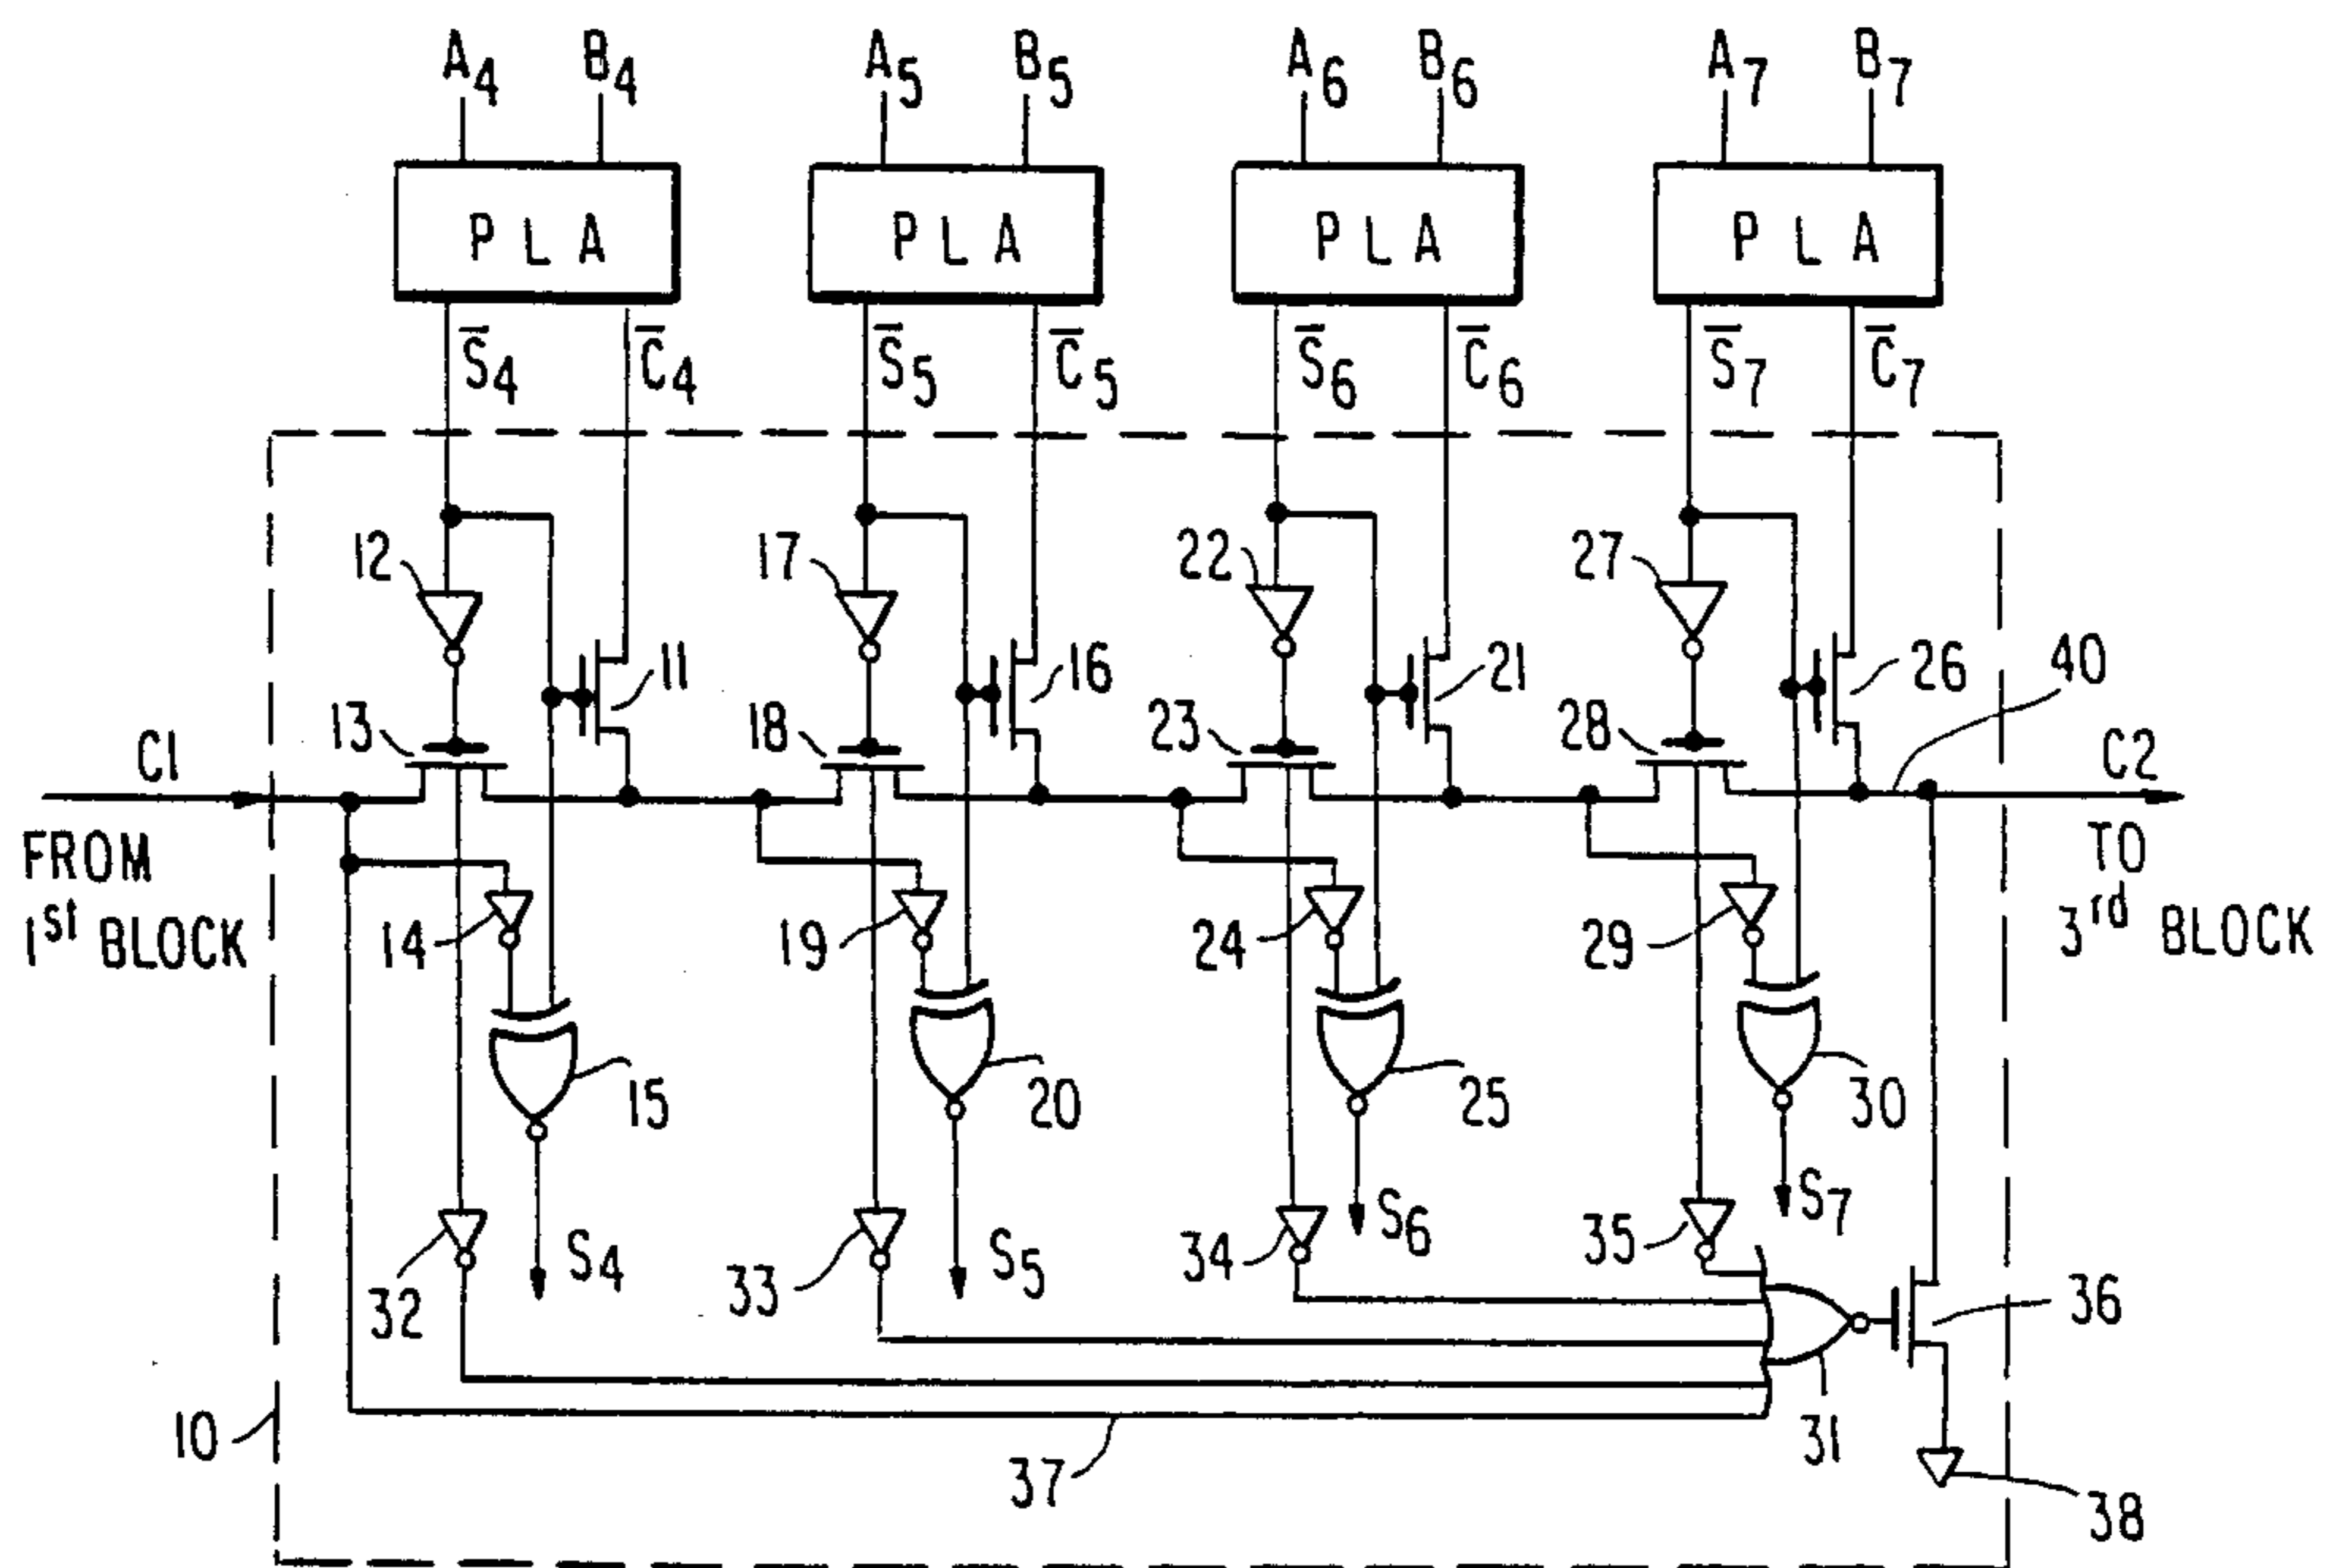 A4 B4 A5 B5 A6 B6 A7 B7
PLA PLA PLA PLA
S̅4 C̅4 S̅5 C̅5 S̅6 C̅6 S̅7 C̅7
12 17 22 27
11 16 21 26 40
13 18 23 28
C1 C2
FROM
1st BLOCK
TO
3rd BLOCK
14 19 24 29
15 20 25 30
S4 S5 S6 S7
32 33 34 35
36
10 37 31
38